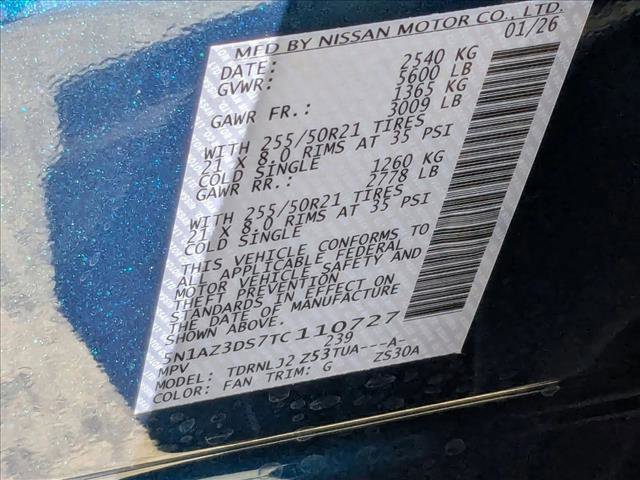 MFD BY NISSAN MOTOR CO., LTD.
DATE: 01/26
GVWR: 2540 KG
5600 LB
GAWR FR.: 1365 KG
3009 LB
WITH 255/50R21 TIRES
21 X 8.0 RIMS AT 35 PSI
COLD SINGLE
GAWR RR.: 1260 KG
2778 LB
WITH 255/50R21 TIRES
21 X 8.0 RIMS AT 35 PSI
COLD SINGLE
THIS VEHICLE CONFORMS TO
ALL APPLICABLE FEDERAL
MOTOR VEHICLE SAFETY AND
THEFT PREVENTION
STANDARDS IN EFFECT ON
THE DATE OF MANUFACTURE
SHOWN ABOVE.
5N1AZ3DS7TC110727
MPV 239
MODEL: TDRNLJ2 Z53TUA---A-
COLOR: FAN TRIM: G ZS30A